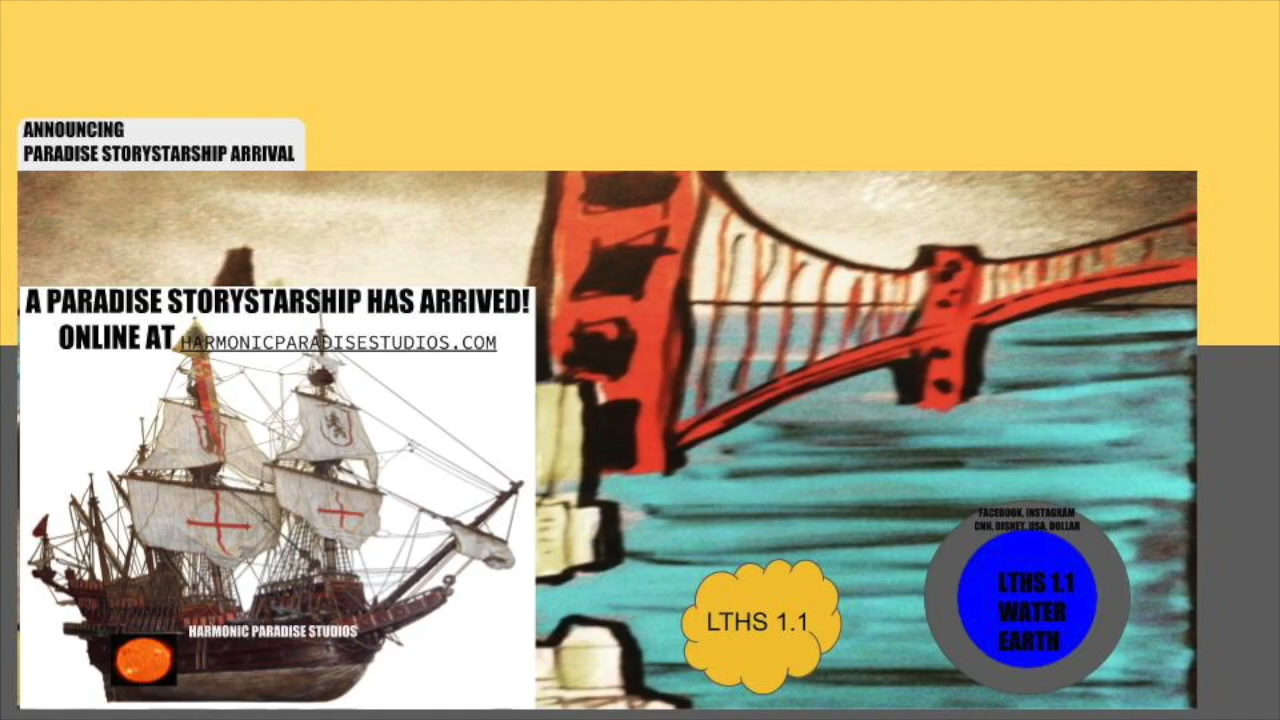 ANNOUNCING
PARADISE STORYSTARSHIP ARRIVAL
A PARADISE STORYSTARSHIP HAS ARRIVED!
ONLINE AT HARMONICPARADISESTUDIOS.COM
HARMONIC PARADISE STUDIOS
LTHS 1.1
FACEBOOK, INSTAGRAM
CNN, DISNEY, USA, DOLLAR
LTHS 1.1
WATER
EARTH